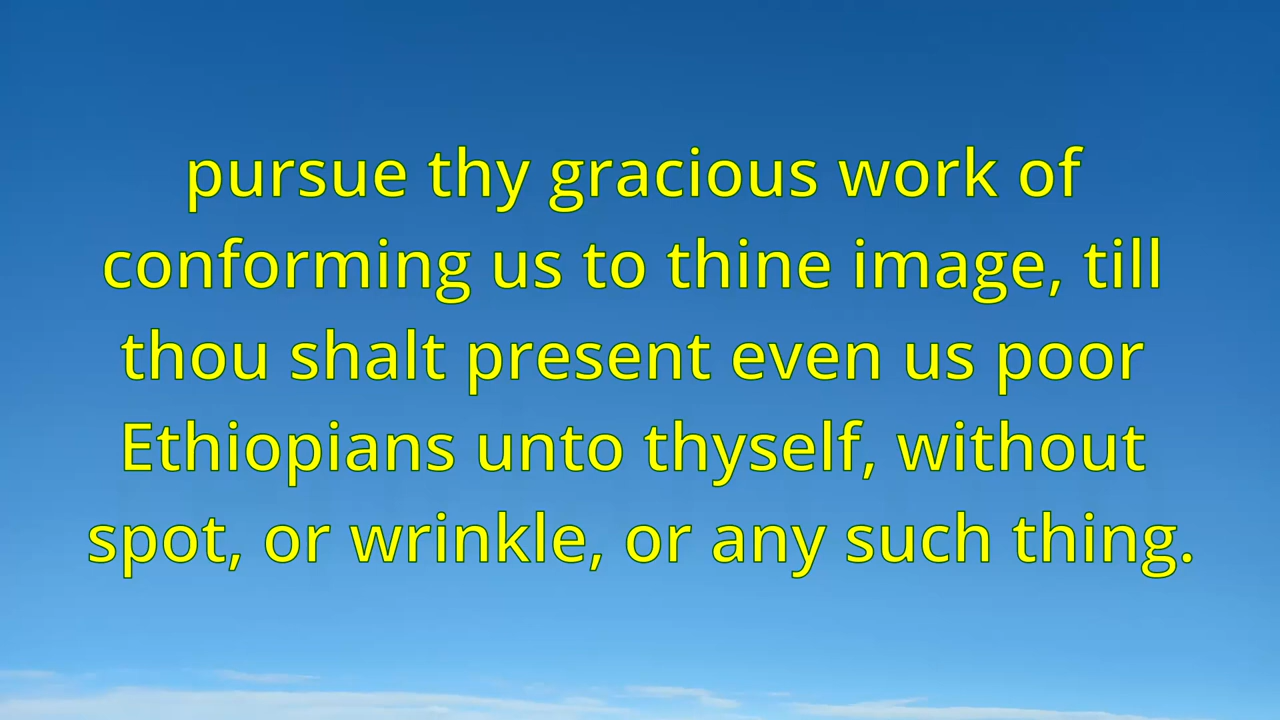 pursue thy gracious work of
conforming us to thine image, till
thou shalt present even us poor
Ethiopians unto thyself, without
spot, or wrinkle, or any such thing.